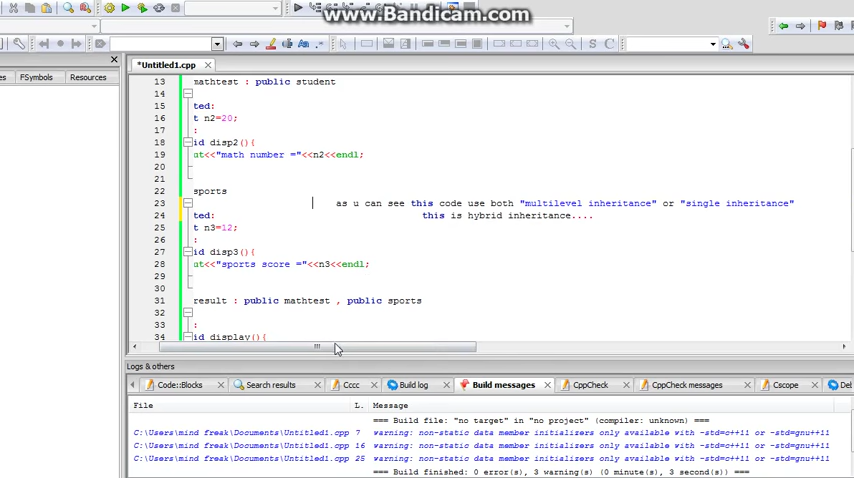 www.Bandicam.com
*Untitled1.cpp
es FSymbols Resources
13 mathtest : public student
14
15 ted:
16 t n2=20;
17 :
18 id disp2(){
19 at<<"math number ="<<n2<<endl;
20
21
22 sports
23 as u can see this code use both "multilevel inheritance" or "single inheritance"
24 ted: this is hybrid inheritance....
25 t n3=12;
26 :
27 id disp3(){
28 at<<"sports score ="<<n3<<endl;
29
30
31 result : public mathtest , public sports
32
33 :
34 id display(){
Logs & others
Code::Blocks Search results Cccc Build log Build messages CppCheck CppCheck messages Cscope Del
File L. Message
=== Build file: "no target" in "no project" (compiler: unknown) ===
C:\Users\mind freak\Documents\Untitled1.cpp 7 warning: non-static data member initializers only available with -std=c++11 or -std=gnu++11
C:\Users\mind freak\Documents\Untitled1.cpp 16 warning: non-static data member initializers only available with -std=c++11 or -std=gnu++11
C:\Users\mind freak\Documents\Untitled1.cpp 25 warning: non-static data member initializers only available with -std=c++11 or -std=gnu++11
=== Build finished: 0 error(s), 3 warning(s) (0 minute(s), 3 second(s)) ===